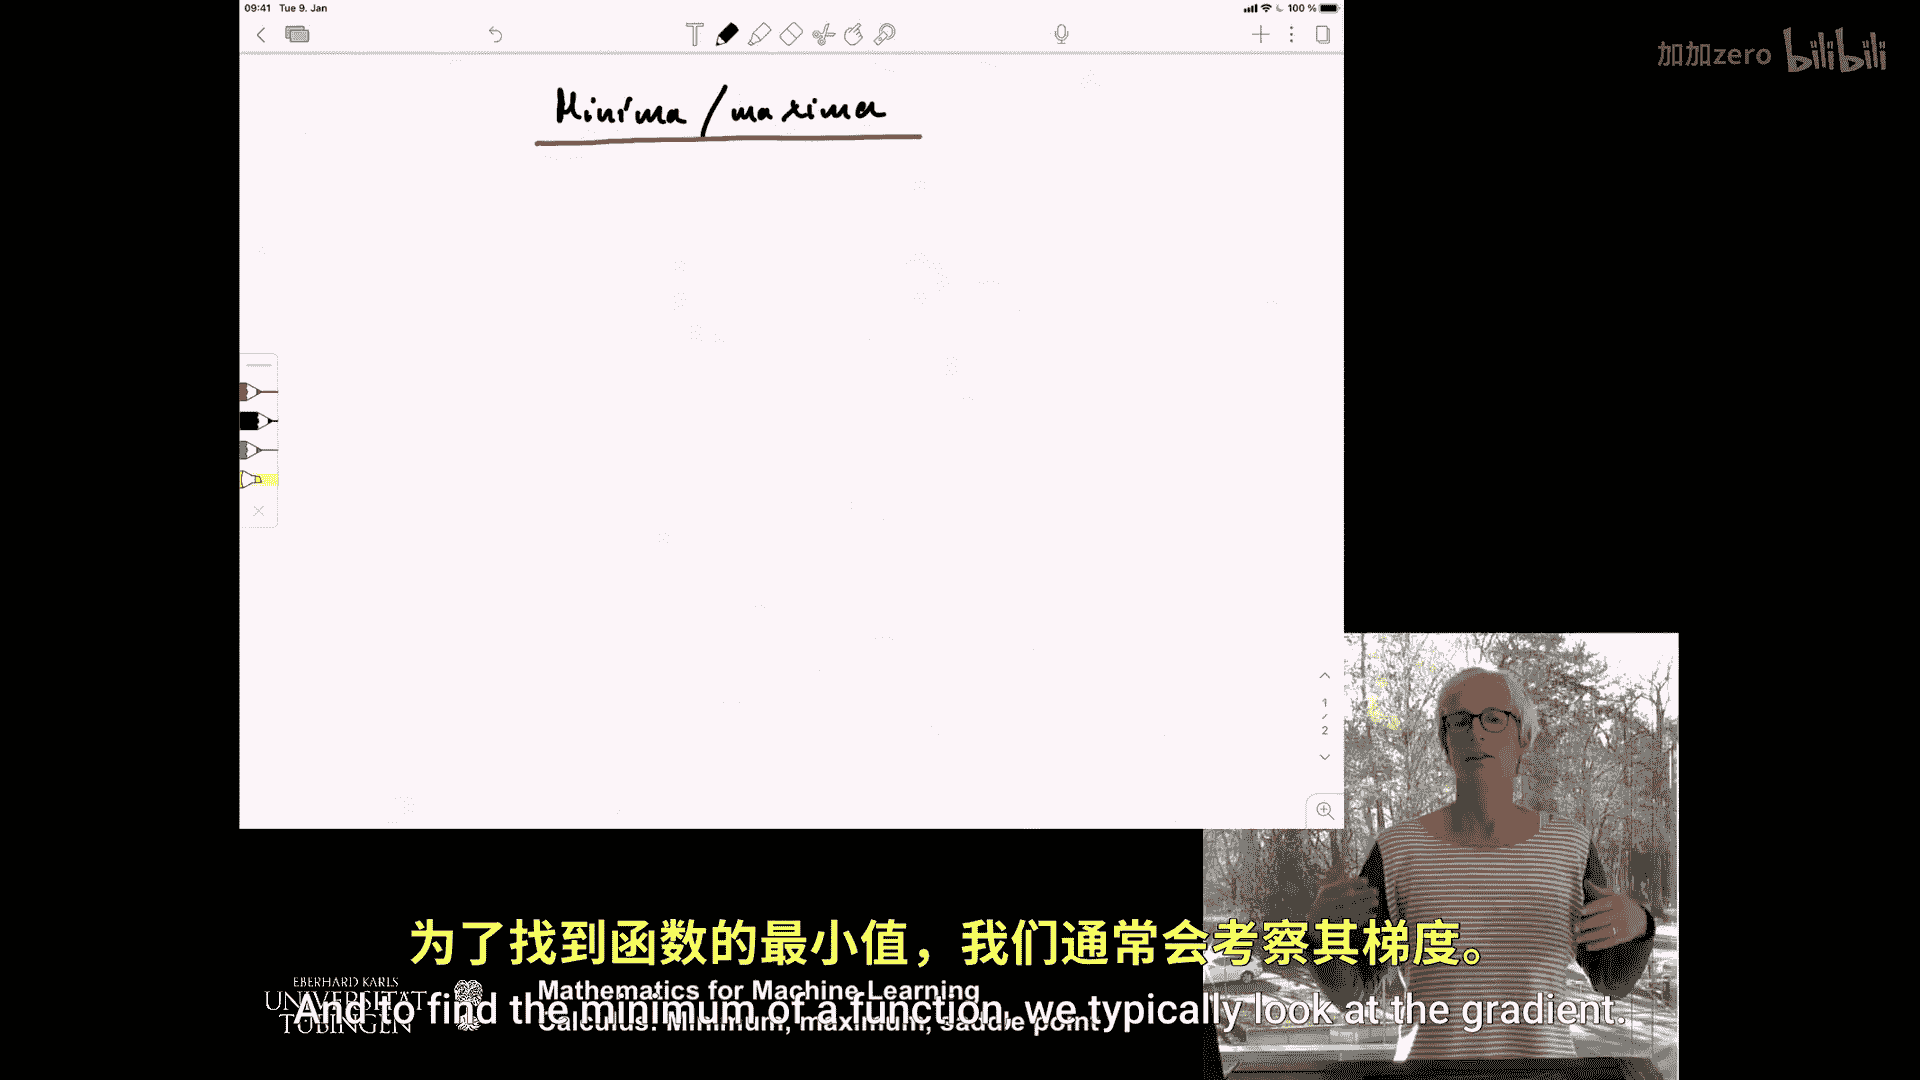 09:41 Tue 9. Jan
100 %
加加zero bilibili
T
Minima / maxima
1
/
2
为了找到函数的最小值，我们通常会考察其梯度。
EBERHARD KARLS
UNIVERSITÄT
TÜBINGEN
Mathematics for Machine Learning
Calculus: Minimum, maximum, saddle point
And to find the minimum of a function, we typically look at the gradient.